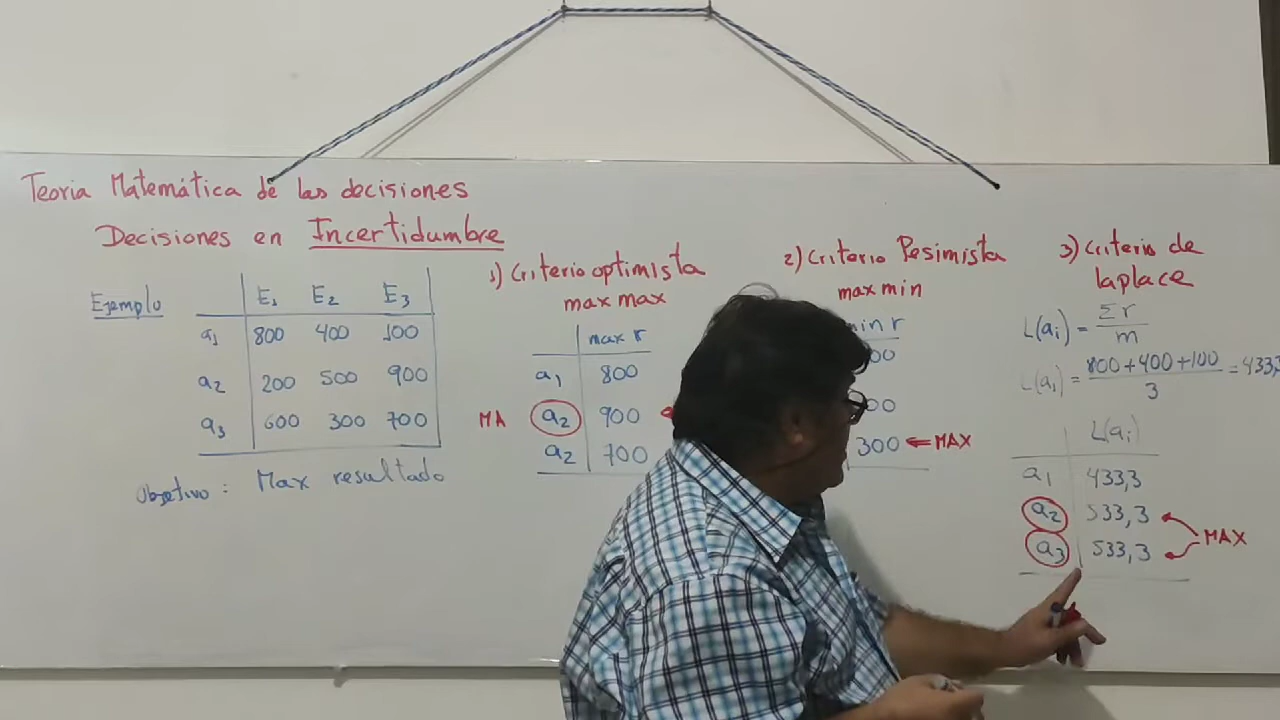 Teoria Matemática de las decisiones
Decisiones en Incertidumbre
Ejemplo
E1 E2 E3
a1 800 400 100
a2 200 500 900
a3 600 300 700
Objetivo: Max resultado
1) Criterio optimista
max max
max r
a1 800
MA a2 900
a2 700
2) Criterio Pesimista
max min
min r
00
00
300 ⇐ MAX
3) Criterio de
laplace
L(ai) = Σr / m
L(a1) = 800+400+100 / 3 = 433,3
L(ai)
a1 433,3
a2 533,3
a3 533,3
MAX